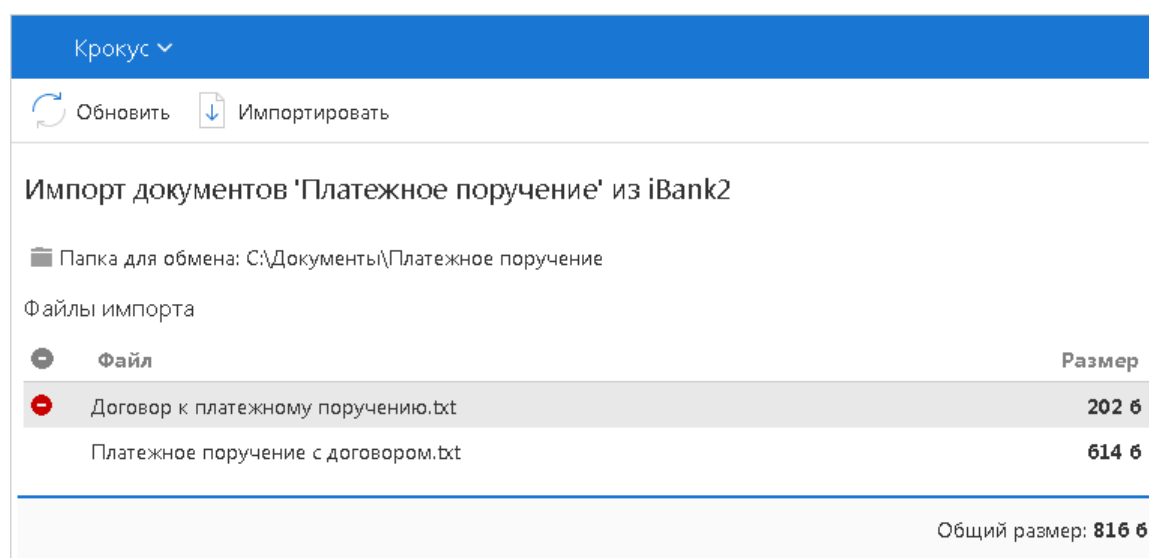 Крокус
Обновить Импортировать
Импорт документов 'Платежное поручение' из iBank2
Папка для обмена: C:\Документы\Платежное поручение
Файлы импорта
Файл Размер
Договор к платежному поручению.txt 202 б
Платежное поручение с договором.txt 614 б
Общий размер: 816 б